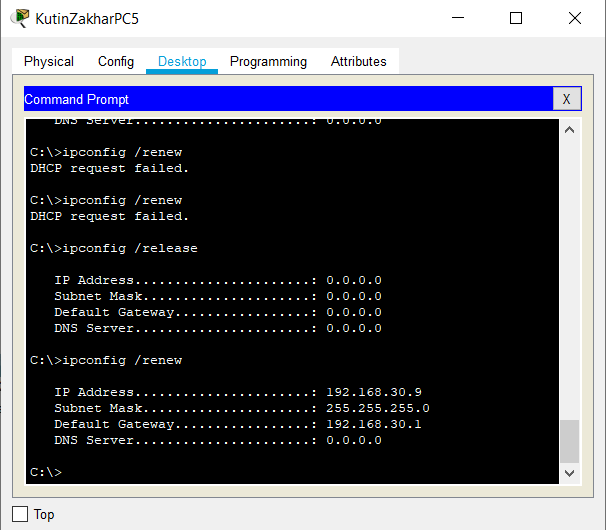 KutinZakharPC5
Physical Config Desktop Programming Attributes
Command Prompt X
DNS Server......................: 0.0.0.0
C:\>ipconfig /renew
DHCP request failed.
C:\>ipconfig /renew
DHCP request failed.
C:\>ipconfig /release
IP Address......................: 0.0.0.0
Subnet Mask.....................: 0.0.0.0
Default Gateway.................: 0.0.0.0
DNS Server......................: 0.0.0.0
C:\>ipconfig /renew
IP Address......................: 192.168.30.9
Subnet Mask.....................: 255.255.255.0
Default Gateway.................: 192.168.30.1
DNS Server......................: 0.0.0.0
C:\>
Top